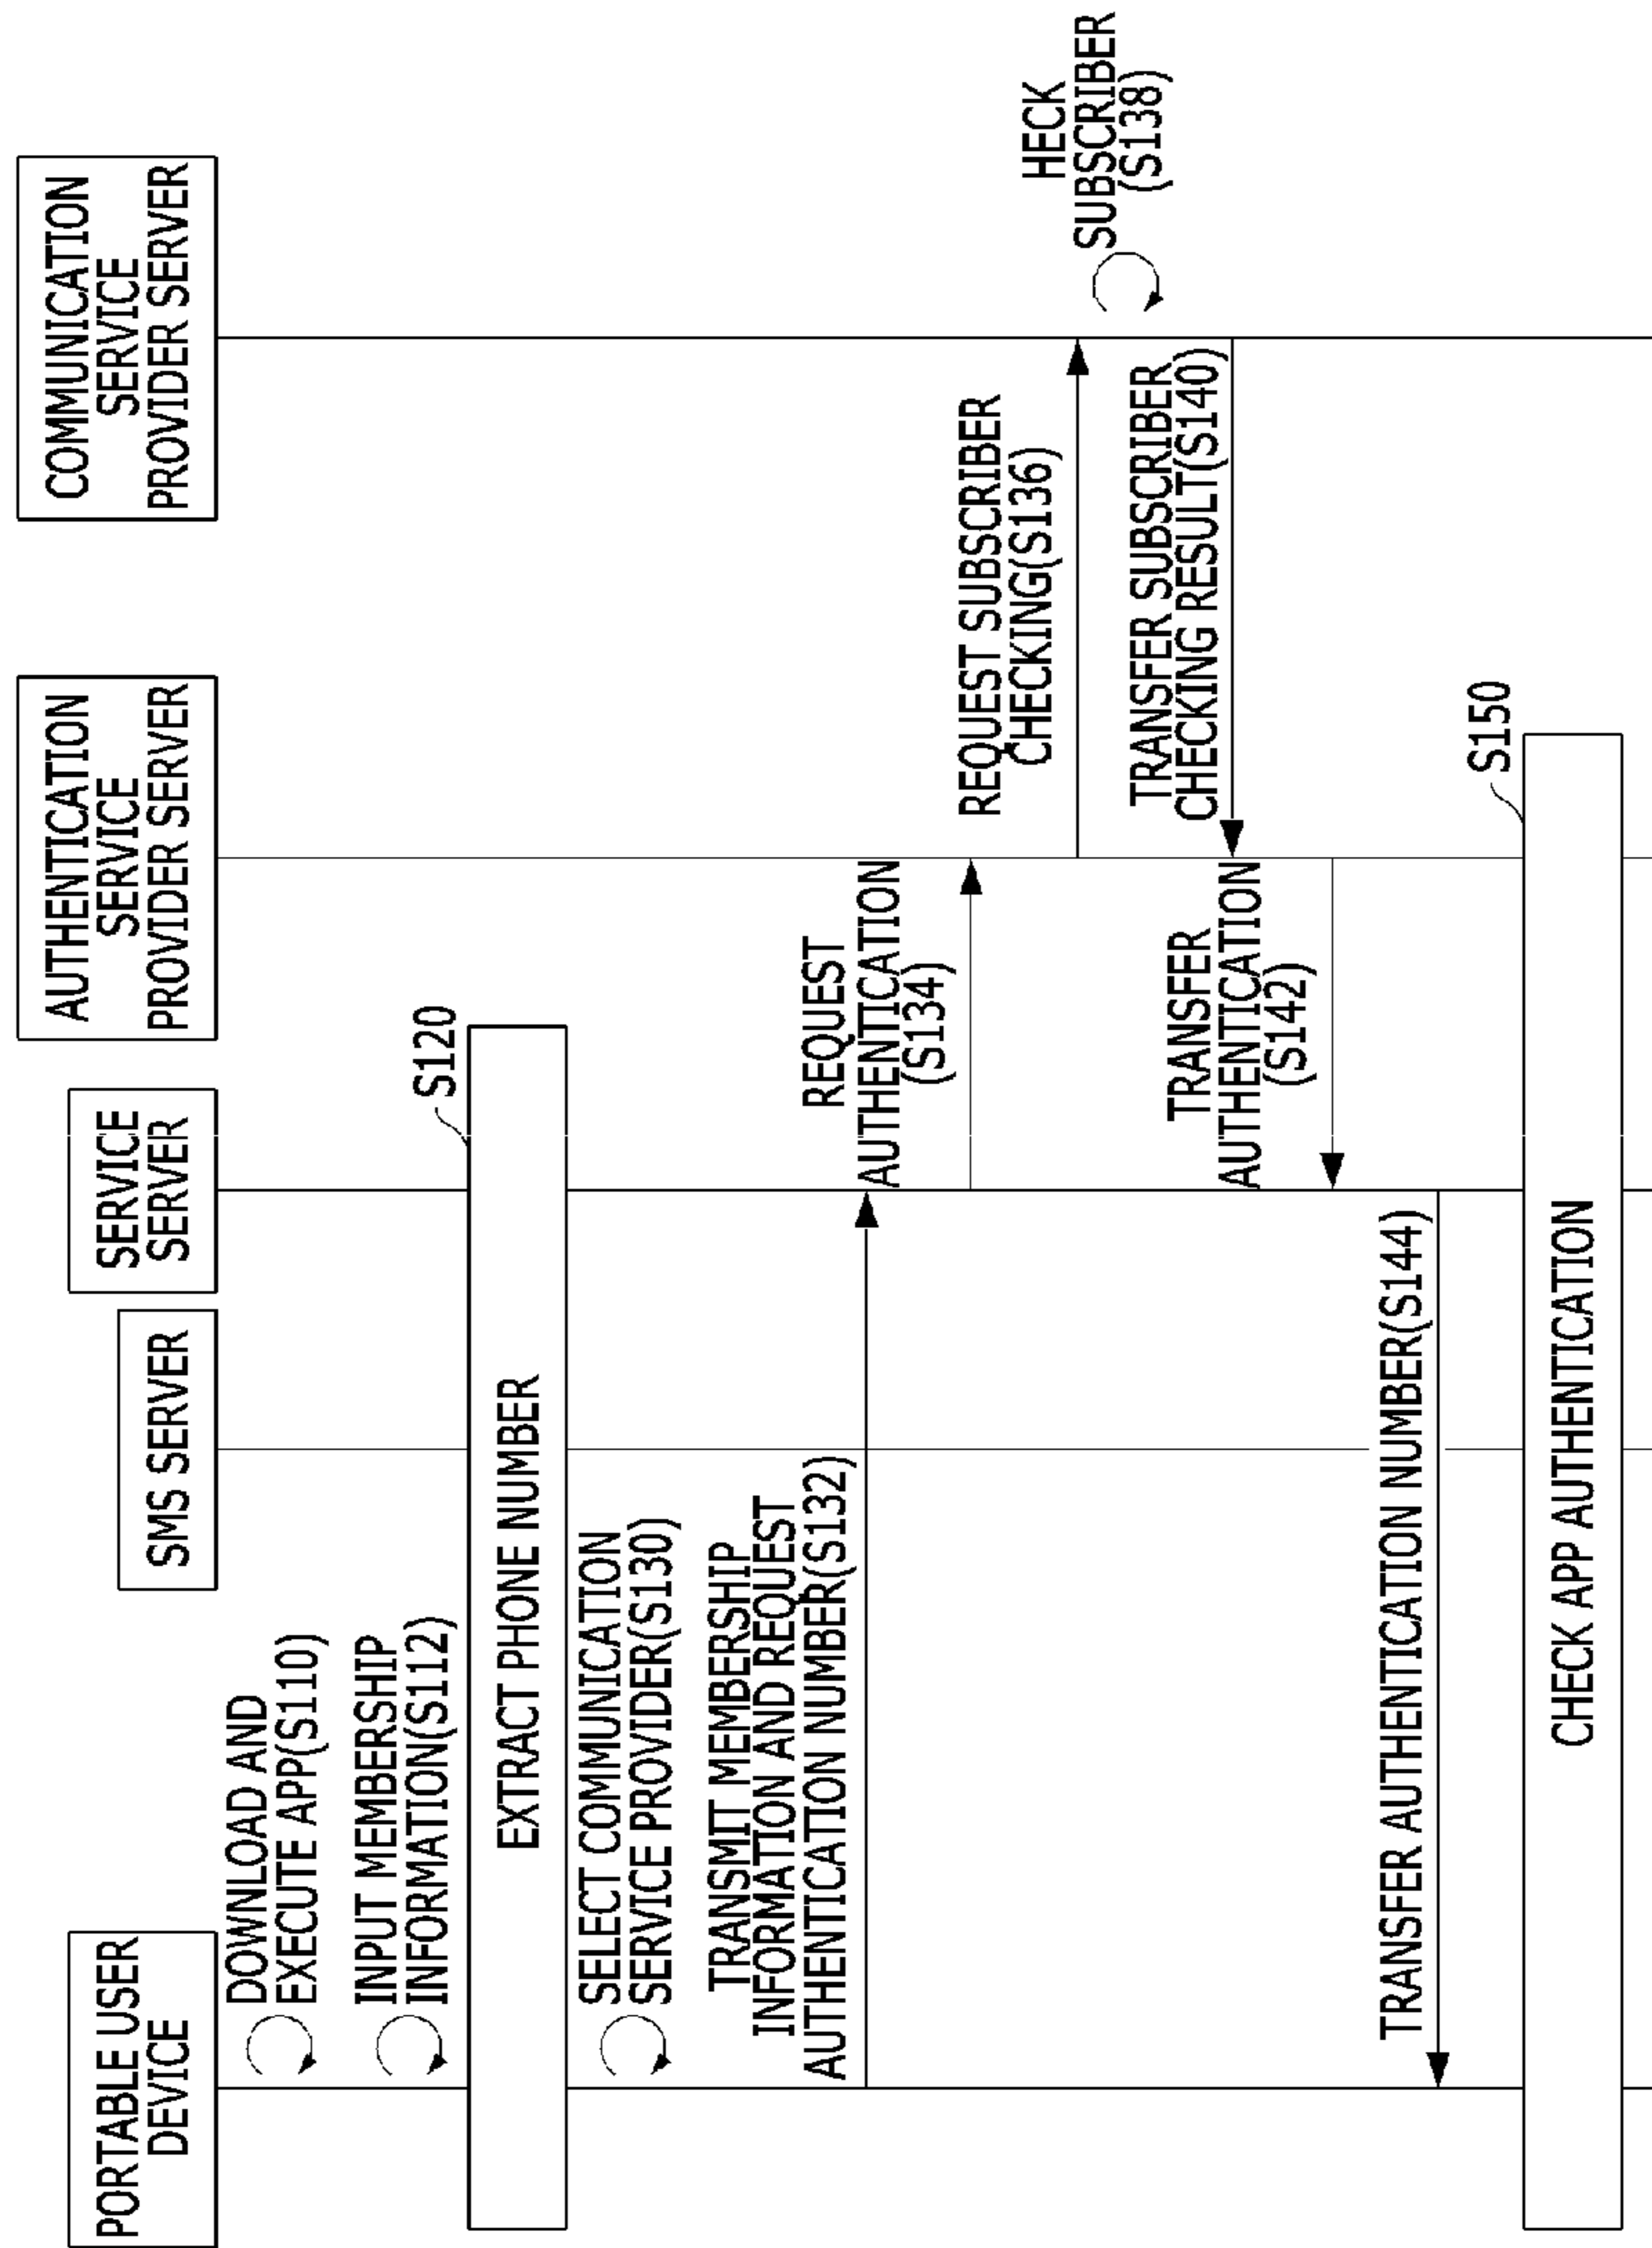 PORTABLE USER
DEVICE
SMS SERVER
SERVICE
SERVER
AUTHENTICATION
SERVICE
PROVIDER SERVER
COMMUNICATION
SERVICE
PROVIDER SERVER
DOWNLOAD AND
EXECUTE APP(S110)
INPUT MEMBERSHIP
INFORMATION(S112)
S120
EXTRACT PHONE NUMBER
SELECT COMMUNICATION
SERVICE PROVIDER(S130)
TRANSMIT MEMBERSHIP
INFORMATION AND REQUEST
AUTHENTICATION NUMBER(S132)
REQUEST
AUTHENTICATION
(S134)
REQUEST SUBSCRIBER
CHECKING(S136)
HECK
SUBSCRIBER
(S138)
TRANSFER SUBSCRIBER
CHECKING RESULT(S140)
TRANSFER
AUTHENTICATION
(S142)
TRANSFER AUTHENTICATION NUMBER(S144)
S150
CHECK APP AUTHENTICATION